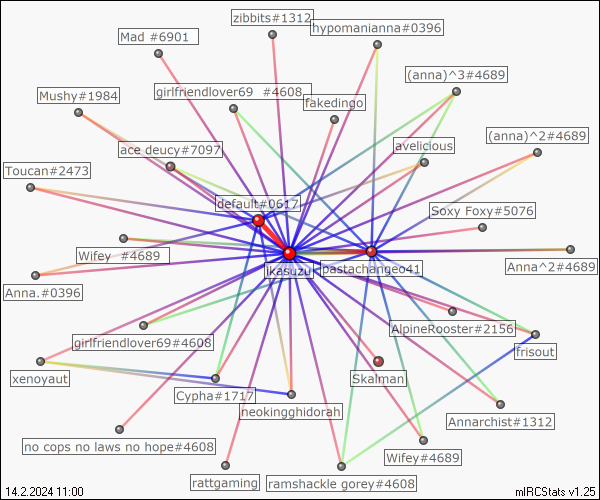 zibbits#1312
hypomanianna#0396
Mad #6901
(anna)^3#4689
girlfriendlover69 #4608
Mushy#1984
fakedingo
(anna)^2#4689
avelicious
ace deucy#7097
Toucan#2473
default#0617
Soxy Foxy#5076
Wifey #4689
ikasuzu
pastachangeo41
Anna^2#4689
Anna.#0396
AlpineRooster#2156
girlfriendlover69#4608
frisout
xenoyaut
Skalman
Cypha#1717
neokingghidorah
Annarchist#1312
no cops no laws no hope#4608
Wifey#4689
rattgaming
ramshackle gorey#4608
14.2.2024 11:00
mIRCStats v1.25